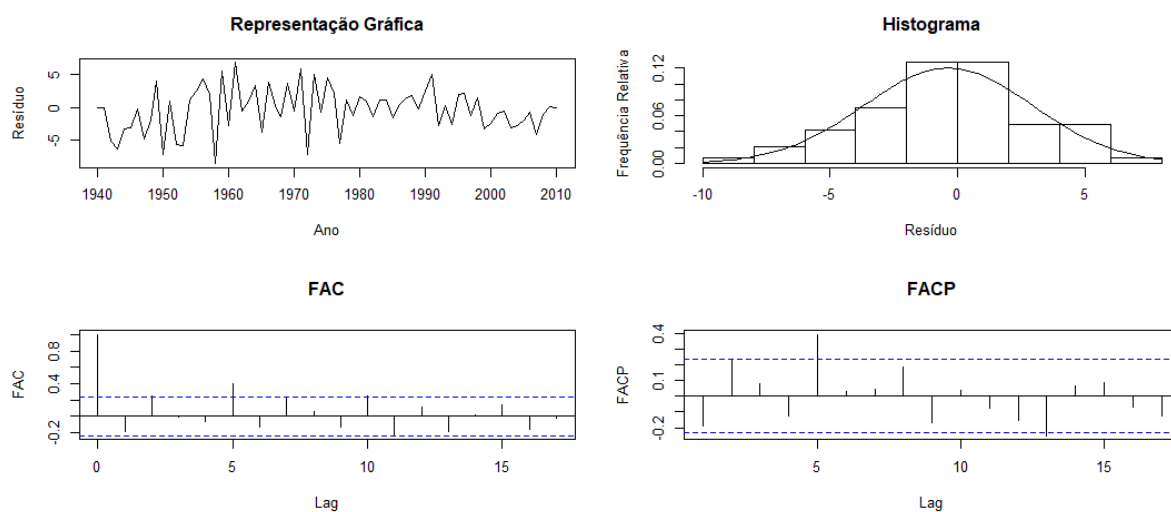 Representação Gráfica
Resíduo
5
0
-5
1940 1950 1960 1970 1980 1990 2000 2010
Ano
Histograma
Frequência Relativa
0.12
0.06
0.00
-10 -5 0 5
Resíduo
FAC
FAC
0.8
0.4
-0.2
0 5 10 15
Lag
FACP
FACP
0.4
0.1
-0.2
5 10 15
Lag